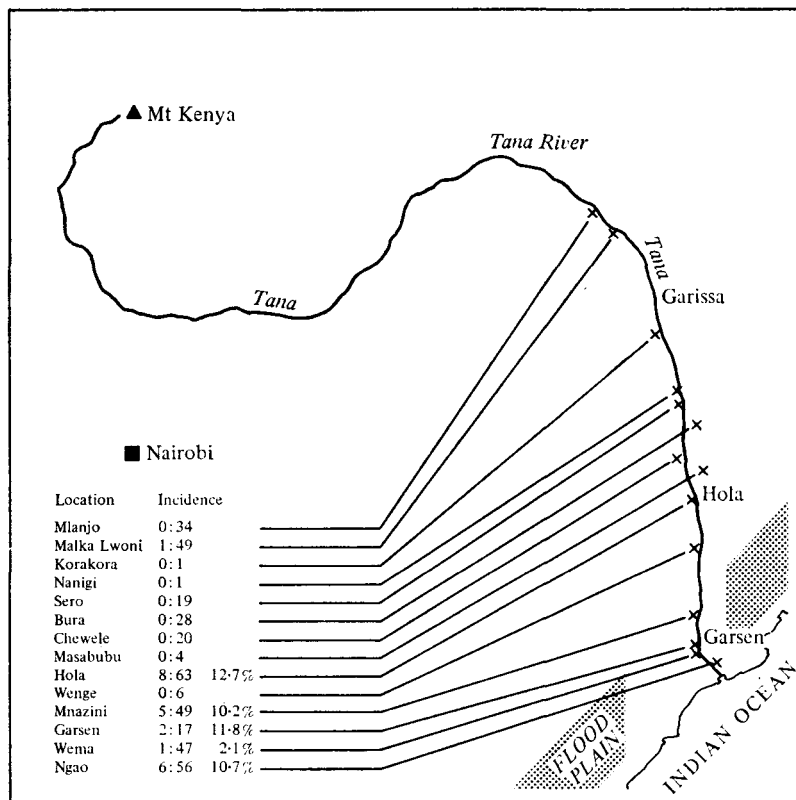 Mt Kenya
Tana River
Tana
Tana
Garissa
Nairobi
Hola
Location Incidence
Mlanjo 0:34
Malka Lwoni 1:49
Korakora 0:1
Nanigi 0:1
Sero 0:19
Bura 0:28
Chewele 0:20
Masabubu 0:4
Hola 8:63 12·7%
Wenge 0:6
Mnazini 5:49 10·2%
Garsen 2:17 11·8%
Wema 1:47 2·1%
Ngao 6:56 10·7%
Garsen
FLOOD
PLAIN
INDIAN OCEAN